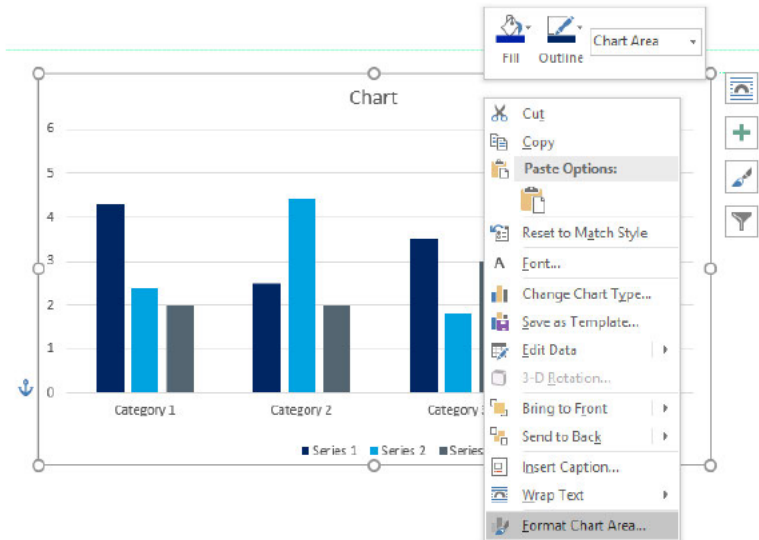 Fill Outline Chart Area
Chart
6
5
4
3
2
1
0
Category 1 Category 2 Category
Series 1 Series 2 Series
Cut
Copy
Paste Options:
Reset to Match Style
A Font...
Change Chart Type...
Save as Template...
Edit Data
3-D Rotation...
Bring to Front
Send to Back
Insert Caption...
Wrap Text
Format Chart Area...